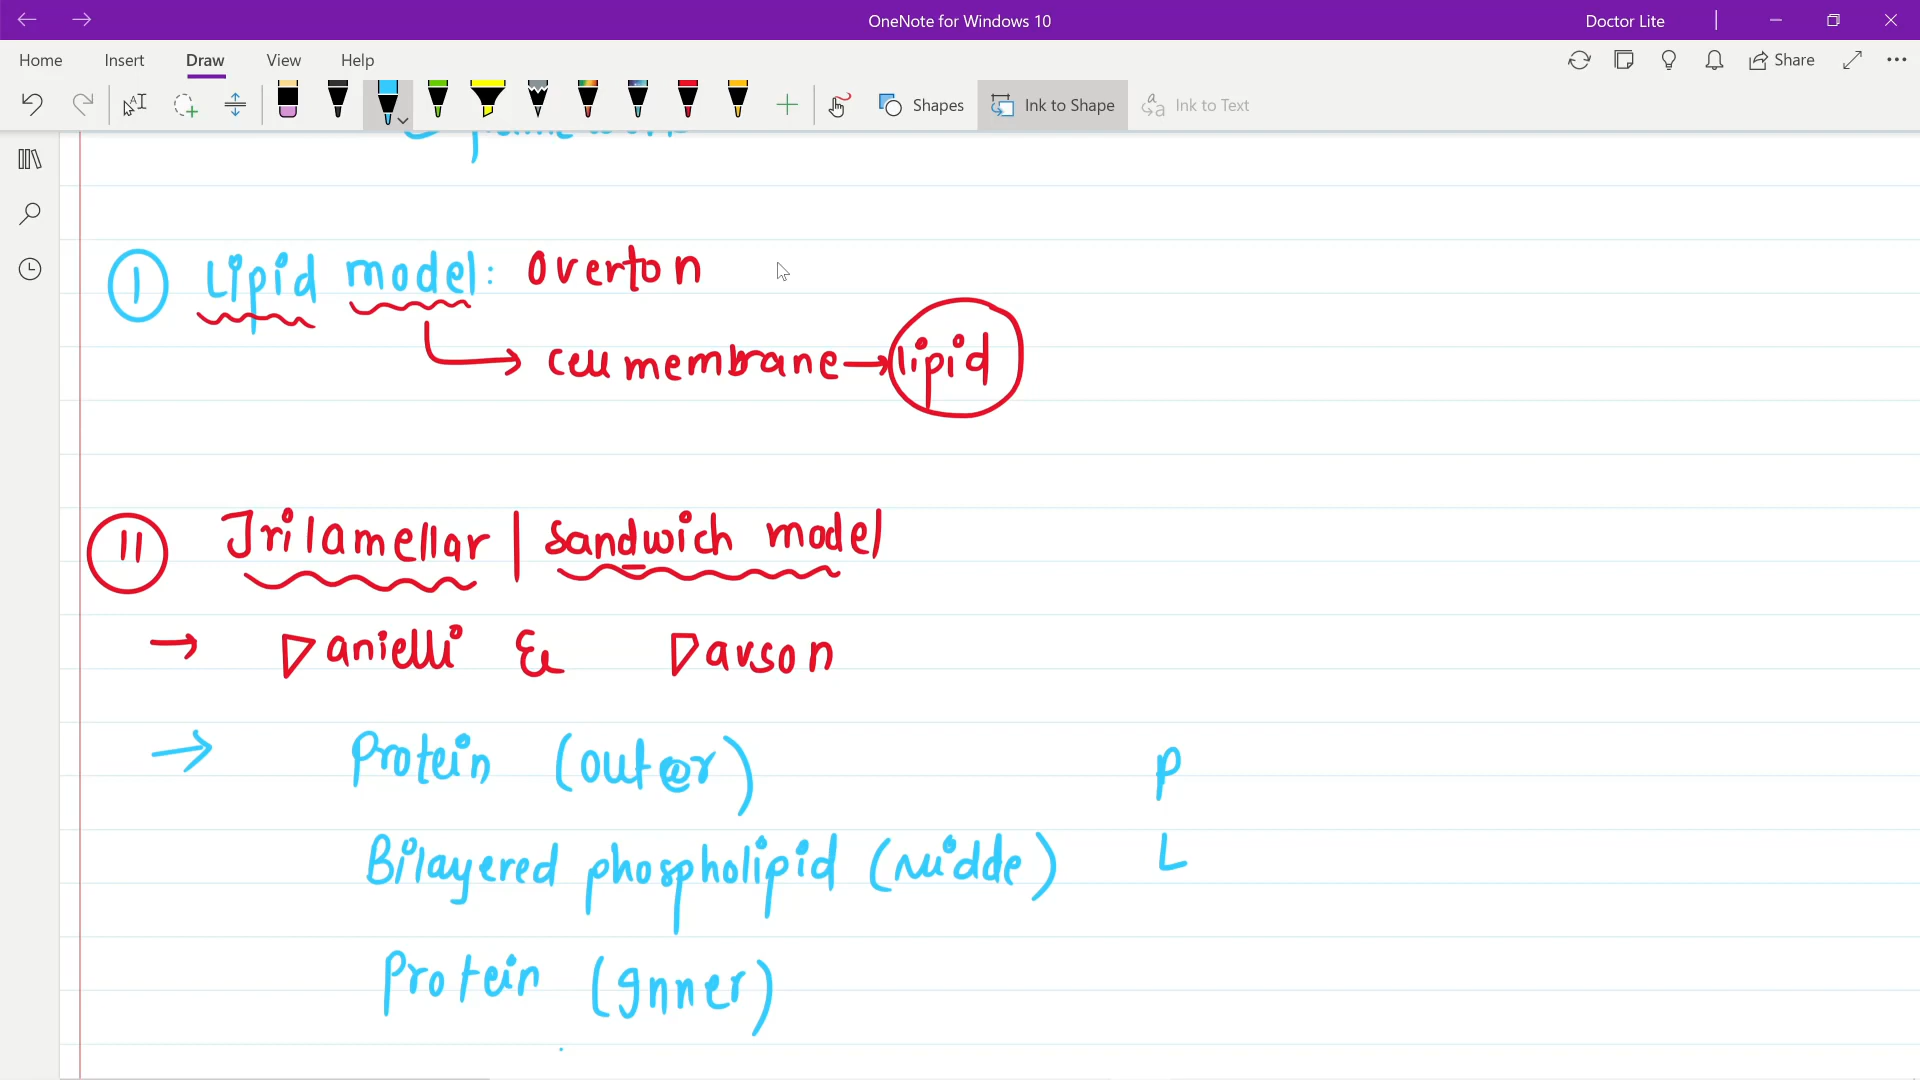 OneNote for Windows 10
Doctor Lite
Home Insert Draw View Help
Share
Shapes Ink to Shape Ink to Text
I Lipid model: Overton
cell membrane → lipid
II Trilamellar | Sandwich model
→ Danielli & Davson
→ Protein (outer) P
Bilayered phospholipid (Midde) L
Protein (Inner)